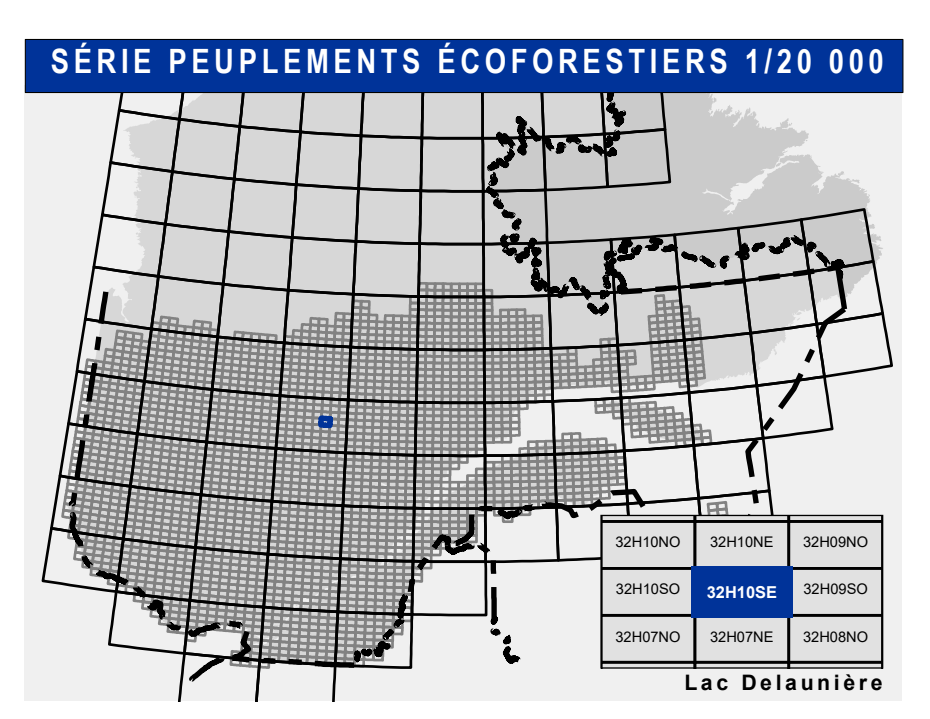 SÉRIE PEUPLEMENTS ÉCOFORESTIERS 1/20 000
32H10NO 32H10NE 32H09NO
32H10SO 32H10SE 32H09SO
32H07NO 32H07NE 32H08NO
Lac Delaunière